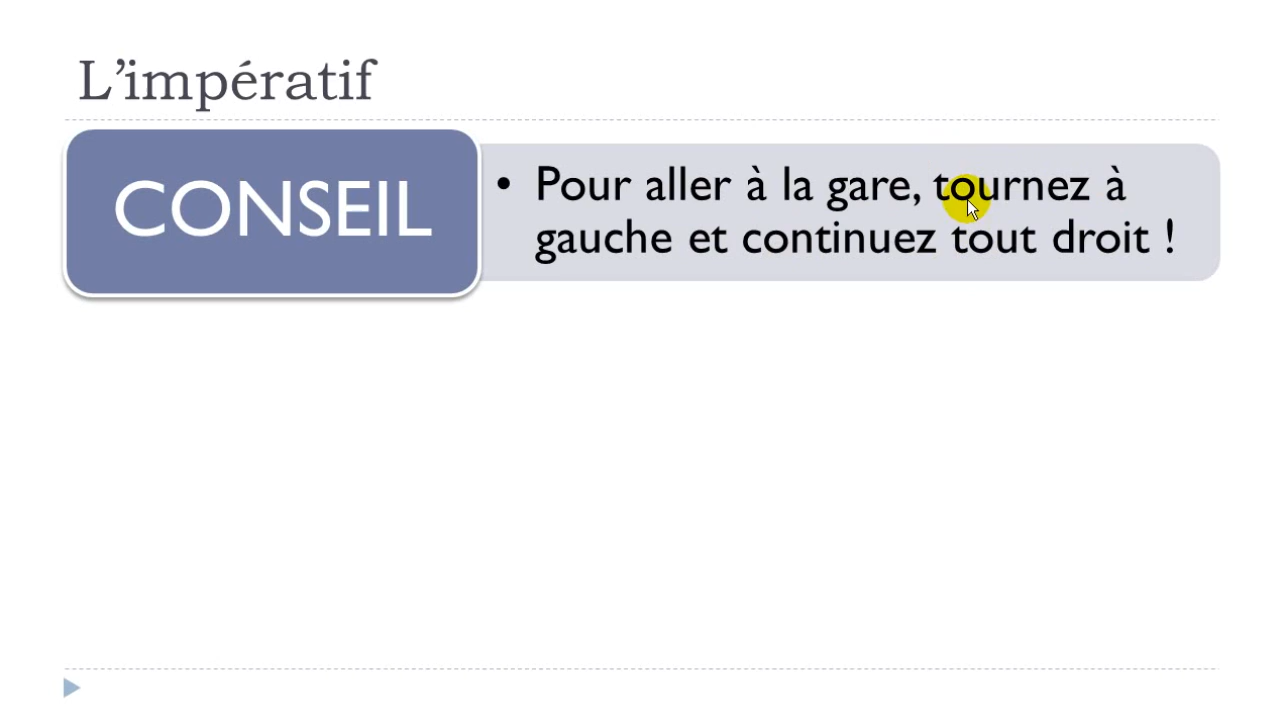 L’impératif
CONSEIL
• Pour aller à la gare, tournez à
gauche et continuez tout droit !